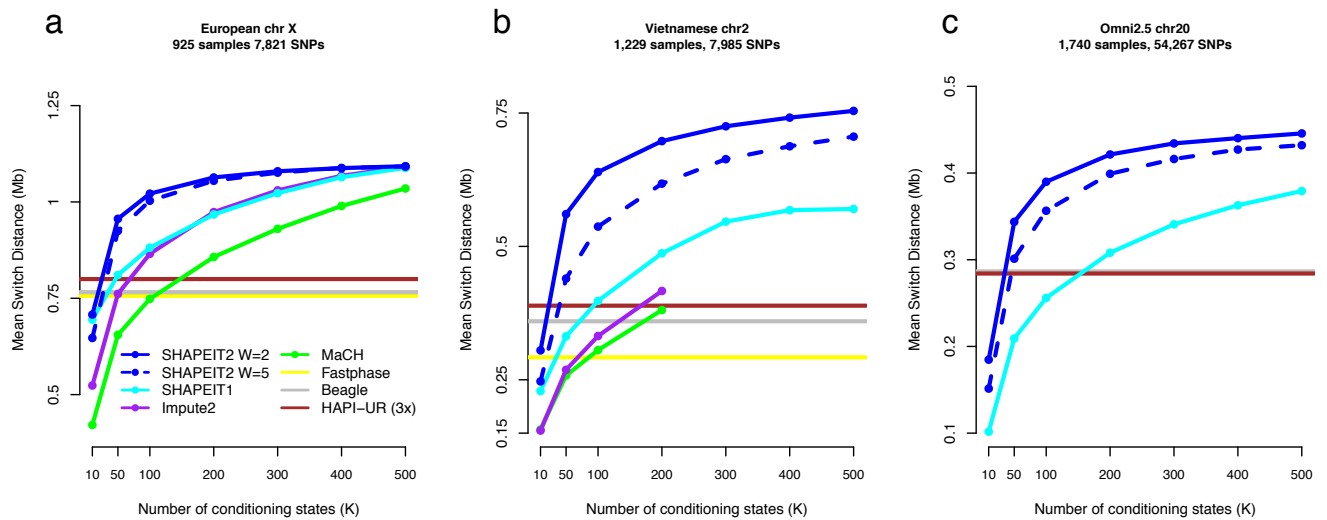 a
European chr X
925 samples 7,821 SNPs
Mean Switch Distance (Mb)
1.25
1
0.75
0.5
SHAPEIT2 W=2
SHAPEIT2 W=5
SHAPEIT1
Impute2
MaCH
Fastphase
Beagle
HAPI−UR (3x)
10 50 100 200 300 400 500
Number of conditioning states (K)
b
Vietnamese chr2
1,229 samples, 7,985 SNPs
Mean Switch Distance (Mb)
0.75
0.5
0.25
0.15
10 50 100 200 300 400 500
Number of conditioning states (K)
c
Omni2.5 chr20
1,740 samples, 54,267 SNPs
Mean Switch Distance (Mb)
0.5
0.4
0.3
0.2
0.1
10 50 100 200 300 400 500
Number of conditioning states (K)